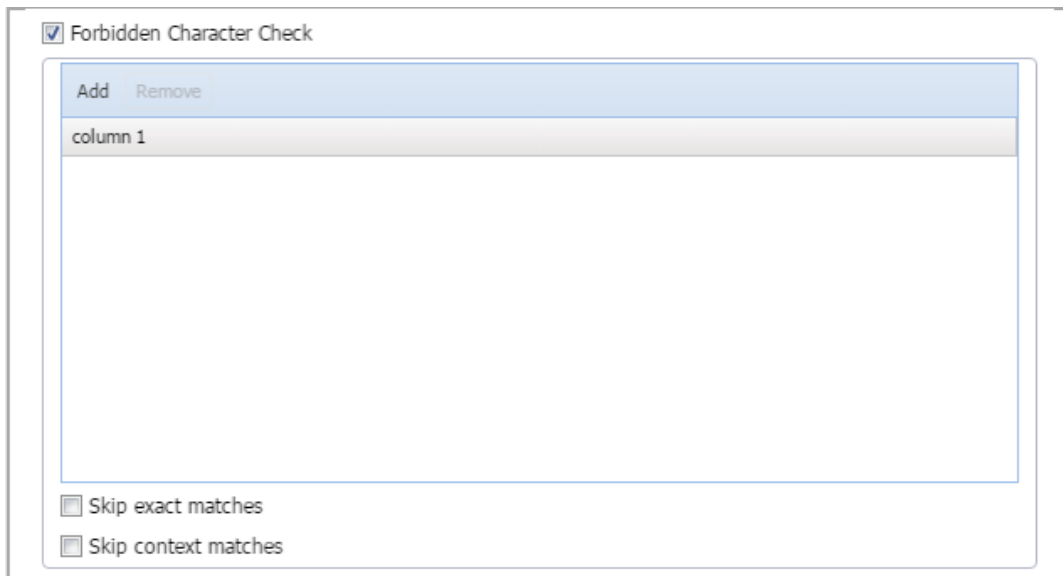 Forbidden Character Check
Add Remove
column 1
Skip exact matches
Skip context matches